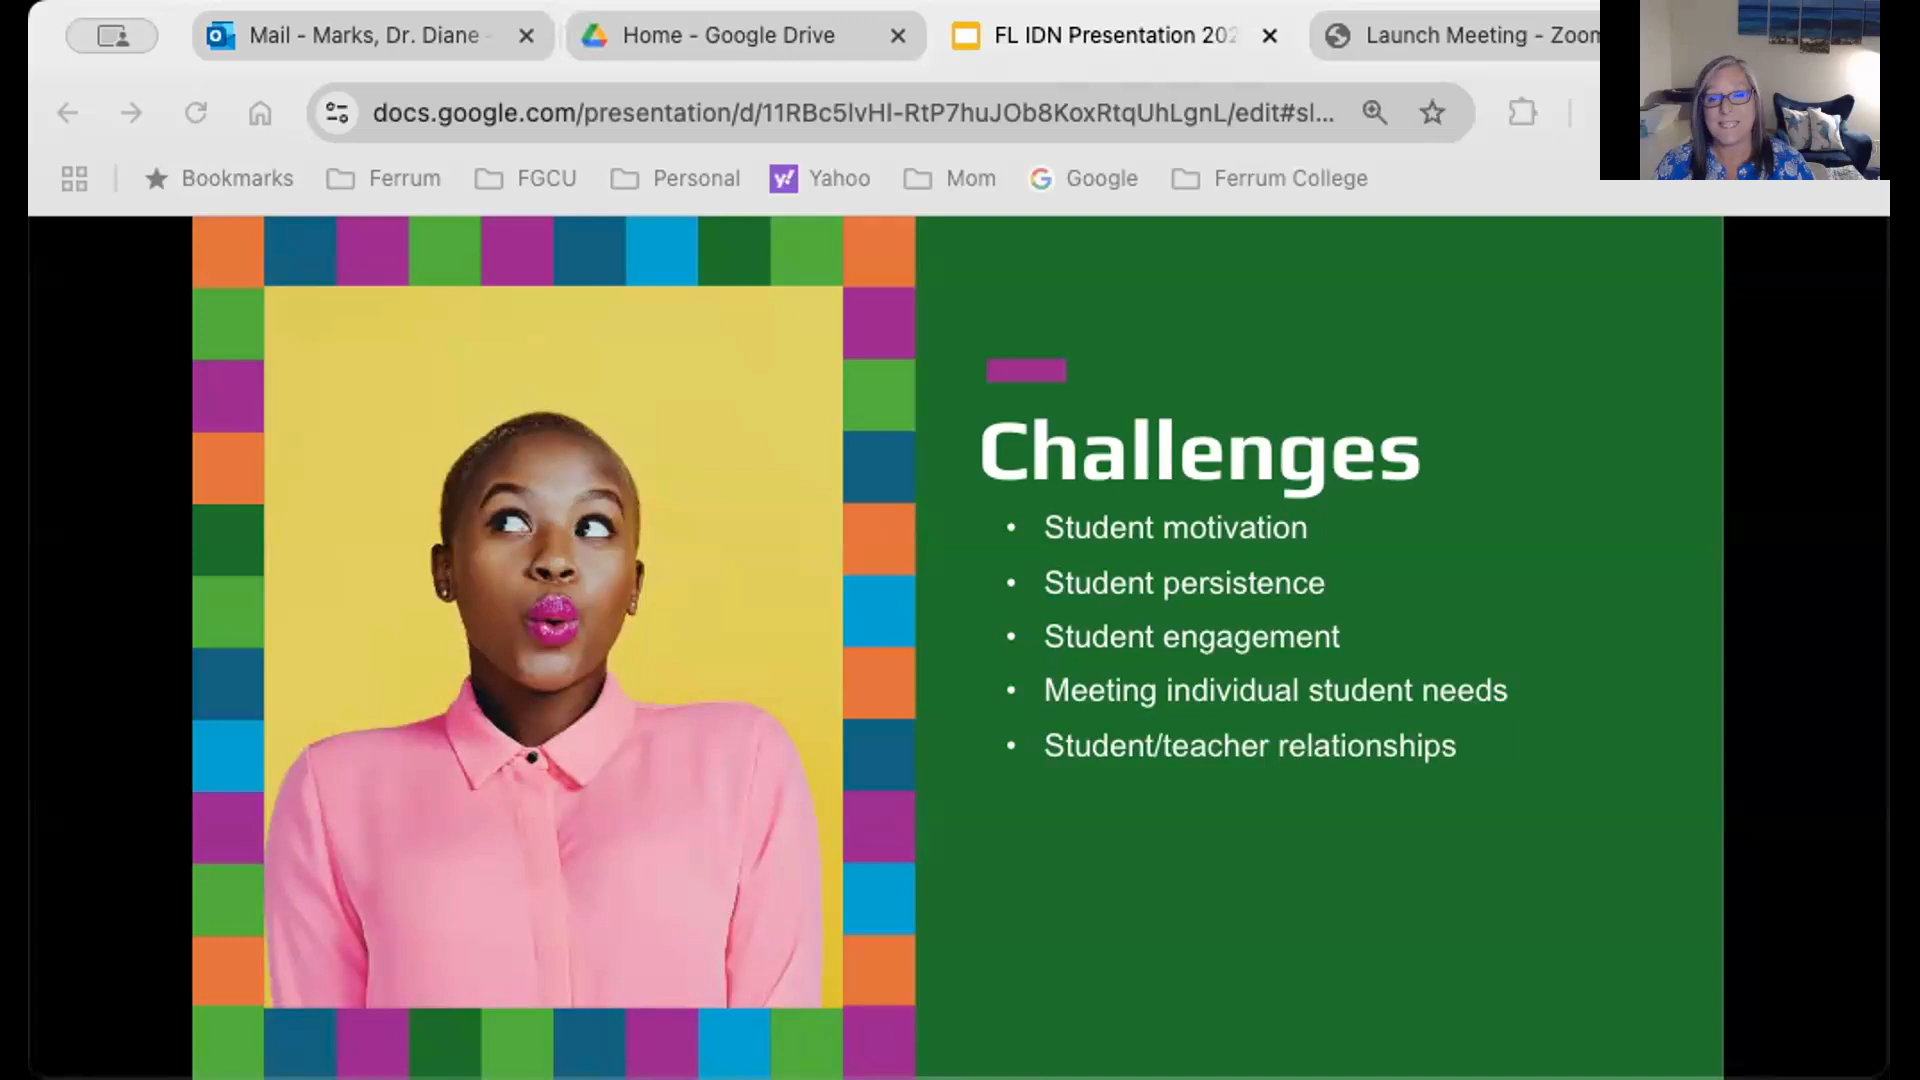 Mail - Marks, Dr. Diane -
Home - Google Drive
FL IDN Presentation 202
Launch Meeting - Zoom
docs.google.com/presentation/d/11RBc5lvHI-RtP7huJOb8KoxRtqUhLgnL/edit#sl...
Bookmarks
Ferrum
FGCU
Personal
Yahoo
Mom
Google
Ferrum College
Challenges
• Student motivation
• Student persistence
• Student engagement
• Meeting individual student needs
• Student/teacher relationships